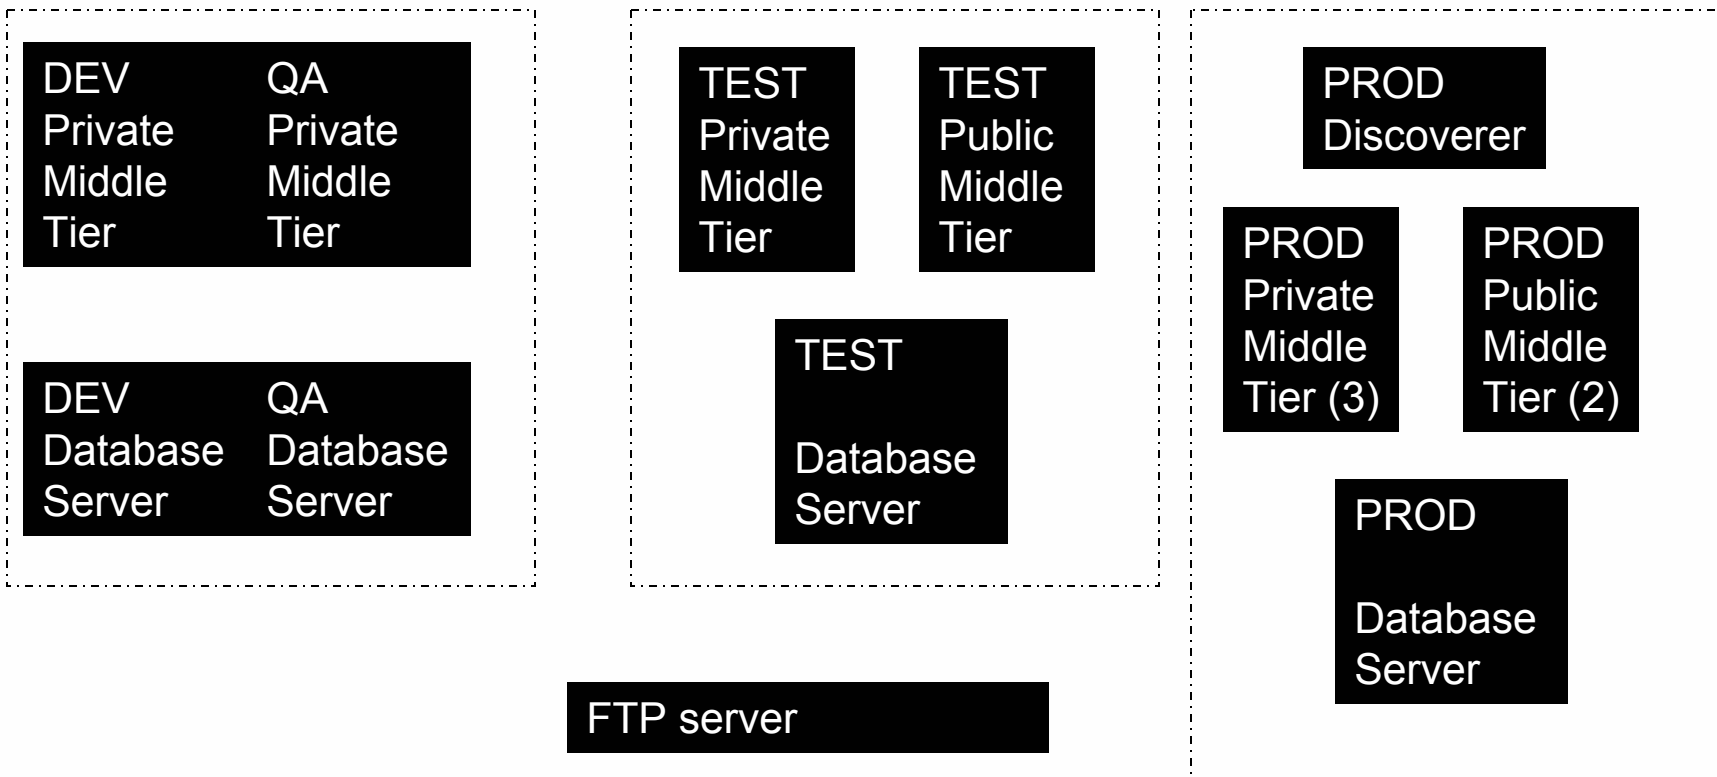 DEV
Private
Middle
Tier
QA
Private
Middle
Tier
DEV
Database
Server
QA
Database
Server
TEST
Private
Middle
Tier
TEST
Public
Middle
Tier
TEST
Database
Server
PROD
Discoverer
PROD
Private
Middle
Tier (3)
PROD
Public
Middle
Tier (2)
PROD
Database
Server
FTP server